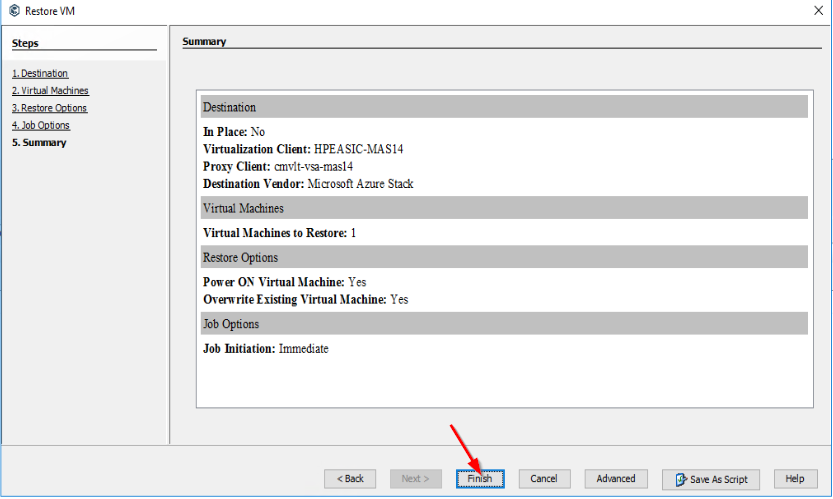 Restore VM
Steps
1. Destination
2. Virtual Machines
3. Restore Options
4. Job Options
5. Summary
Summary
Destination
In Place: No
Virtualization Client: HPEASIC-MAS14
Proxy Client: cmvlt-vsa-mas14
Destination Vendor: Microsoft Azure Stack
Virtual Machines
Virtual Machines to Restore: 1
Restore Options
Power ON Virtual Machine: Yes
Overwrite Existing Virtual Machine: Yes
Job Options
Job Initiation: Immediate
< Back Next > Finish Cancel Advanced Save As Script Help